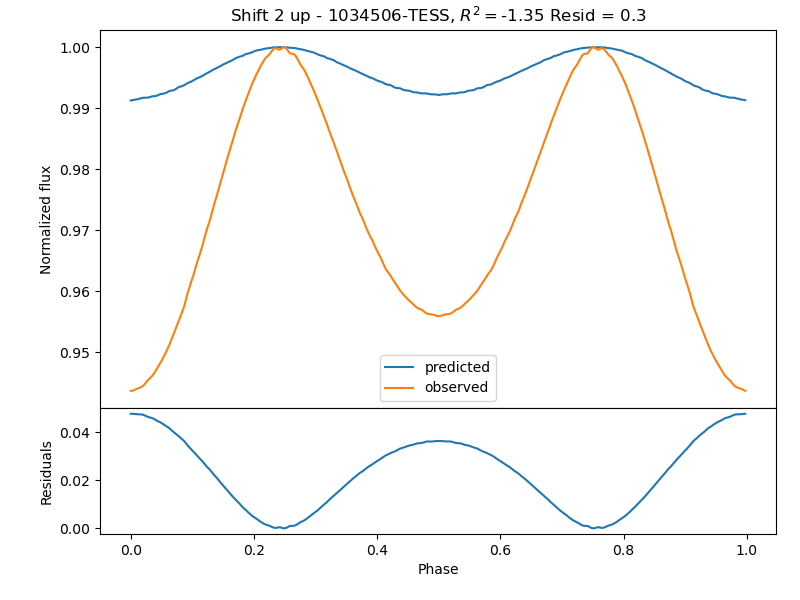 Shift 2 up - 1034506-TESS, R² = -1.35 Resid = 0.3
Normalized flux
1.00
0.99
0.98
0.97
0.96
0.95
predicted
observed
Residuals
0.04
0.02
0.00
0.0
0.2
0.4
0.6
0.8
1.0
Phase